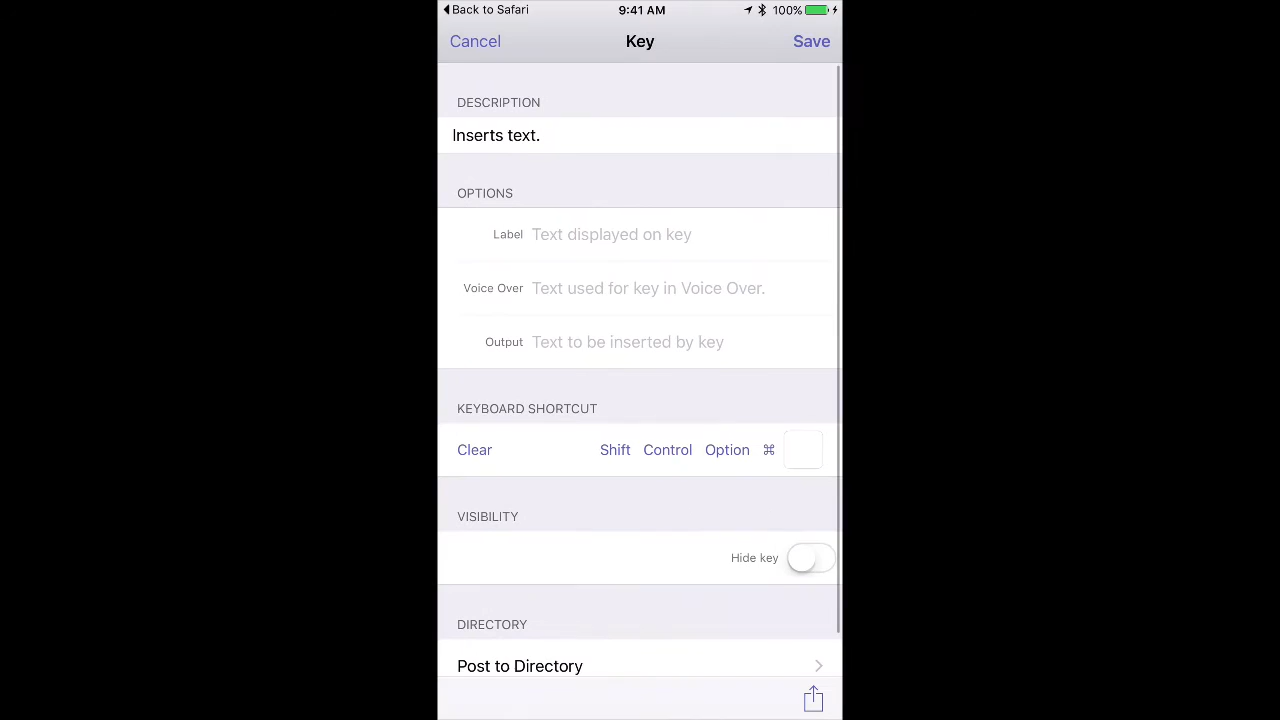 Back to Safari 9:41 AM 100%
Cancel Key Save
DESCRIPTION
Inserts text.
OPTIONS
Label Text displayed on key
Voice Over Text used for key in Voice Over.
Output Text to be inserted by key
KEYBOARD SHORTCUT
Clear Shift Control Option ⌘
VISIBILITY
Hide key
DIRECTORY
Post to Directory